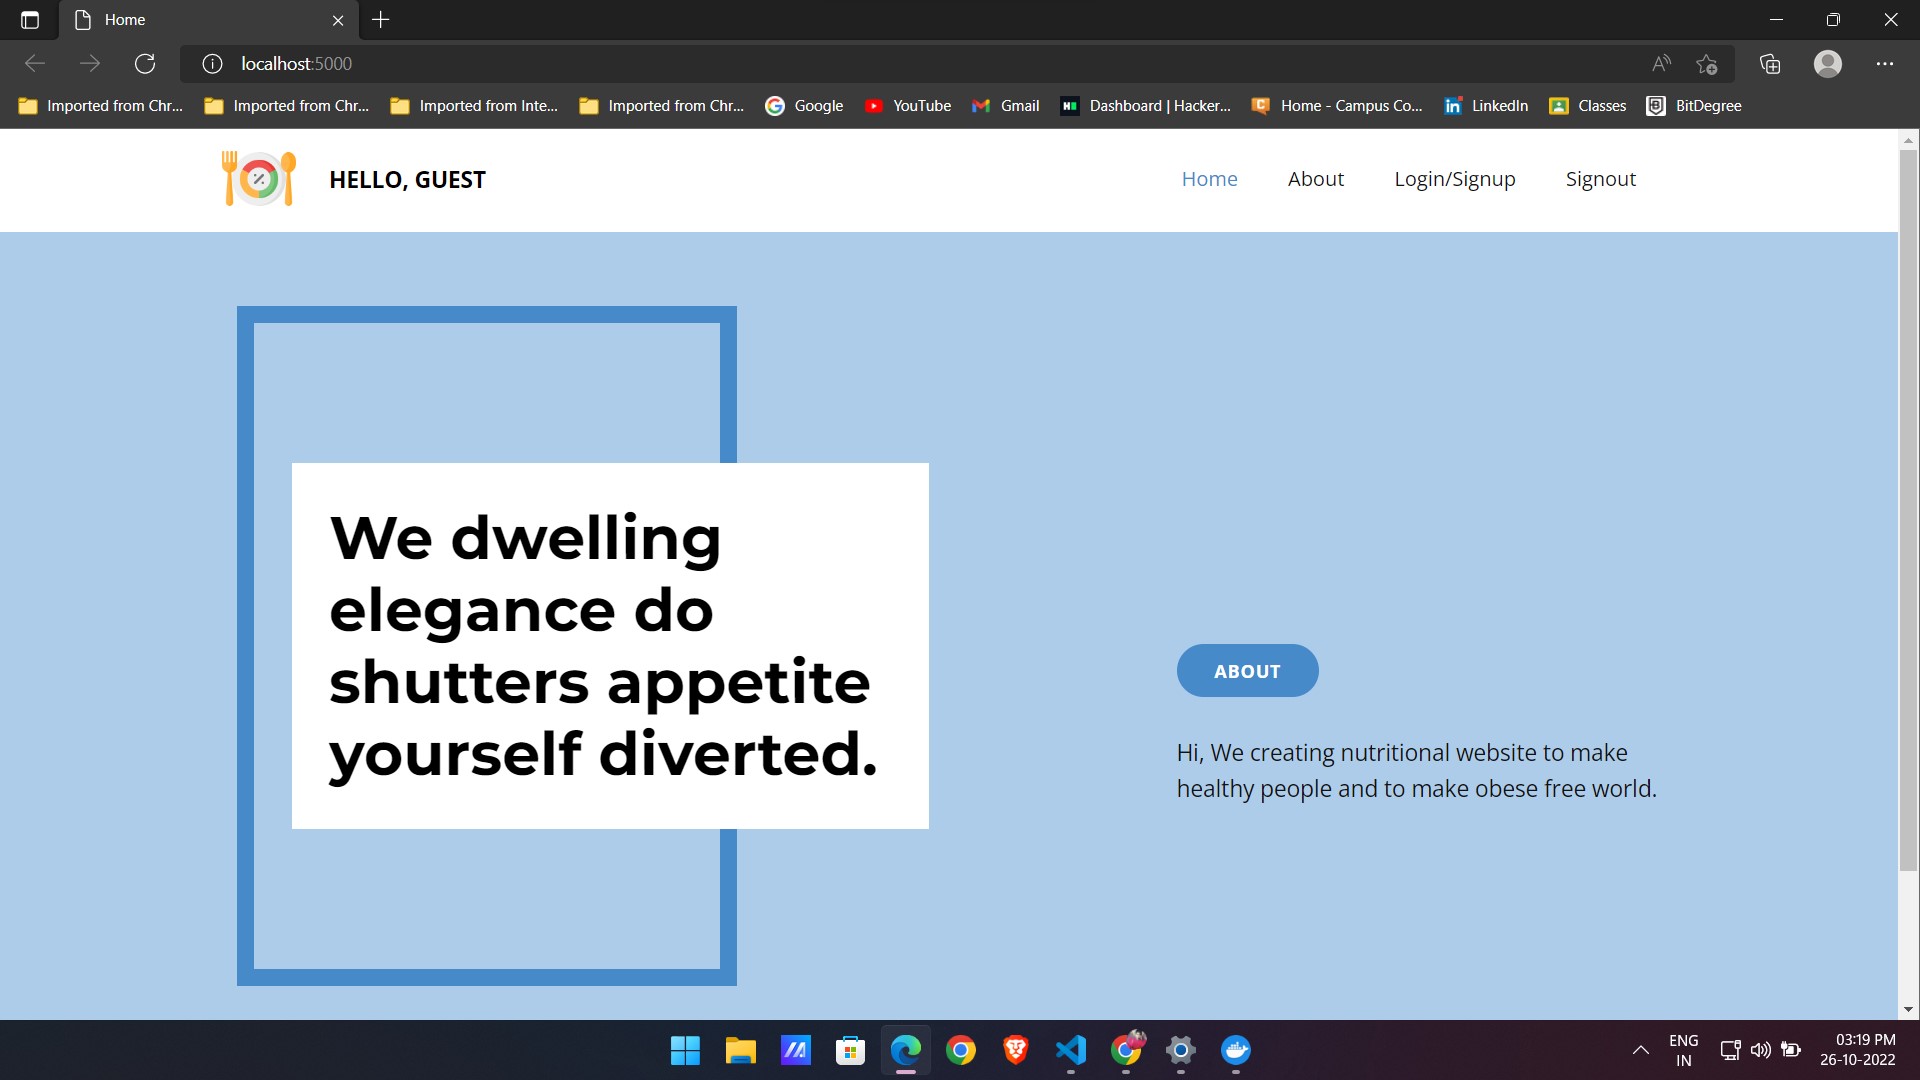 Home
localhost:5000
Imported from Chr...
Imported from Chr...
Imported from Inte...
Imported from Chr...
Google
YouTube
Gmail
Dashboard | Hacker...
Home - Campus Co...
LinkedIn
Classes
BitDegree
HELLO, GUEST
Home
About
Login/Signup
Signout
We dwelling
elegance do
shutters appetite
yourself diverted.
ABOUT
Hi, We creating nutritional website to make
healthy people and to make obese free world.
ENG
IN
03:19 PM
26-10-2022